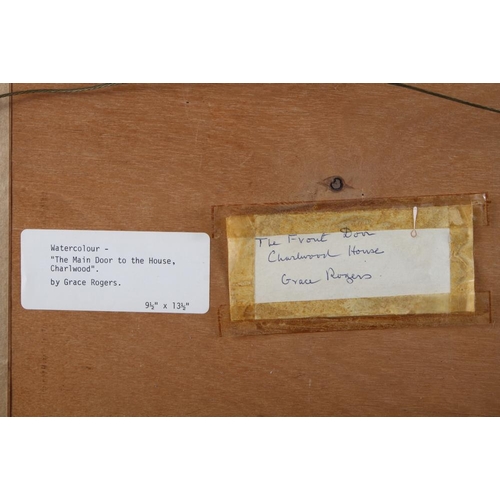 Watercolour -
"The Main Door to the House,
Charlwood".
by Grace Rogers.
9½" x 13½"
The Front Door
Charlwood House
Grace Rogers.